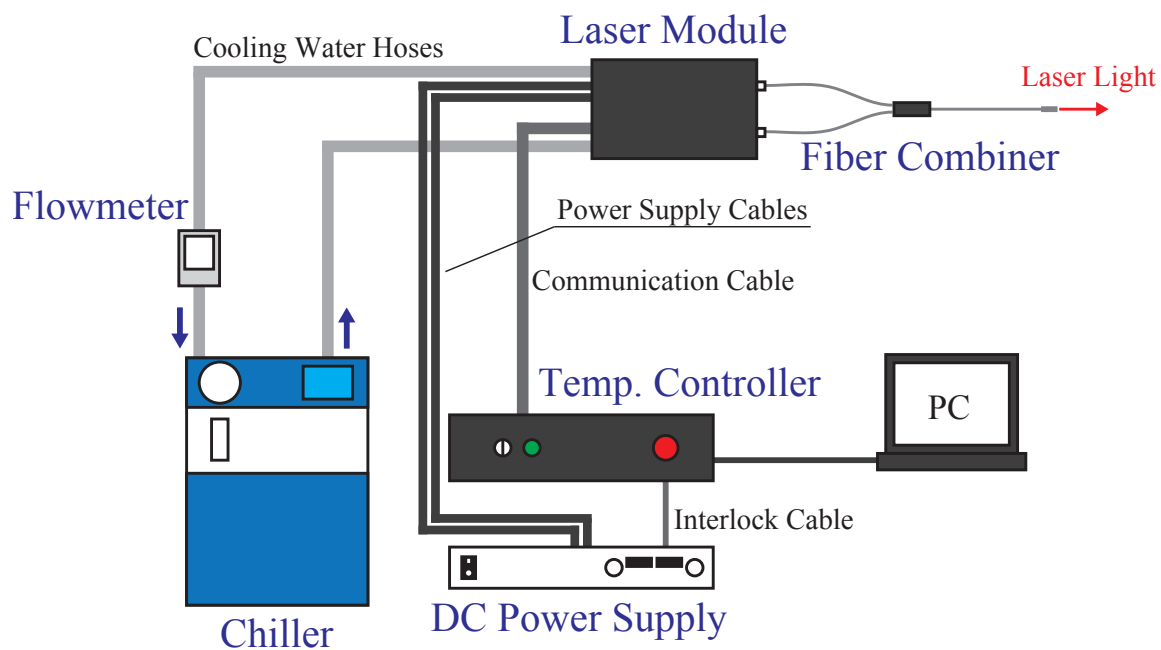 Laser Module
Cooling Water Hoses
Laser Light
Fiber Combiner
Flowmeter
Power Supply Cables
Communication Cable
Temp. Controller
PC
Interlock Cable
DC Power Supply
Chiller